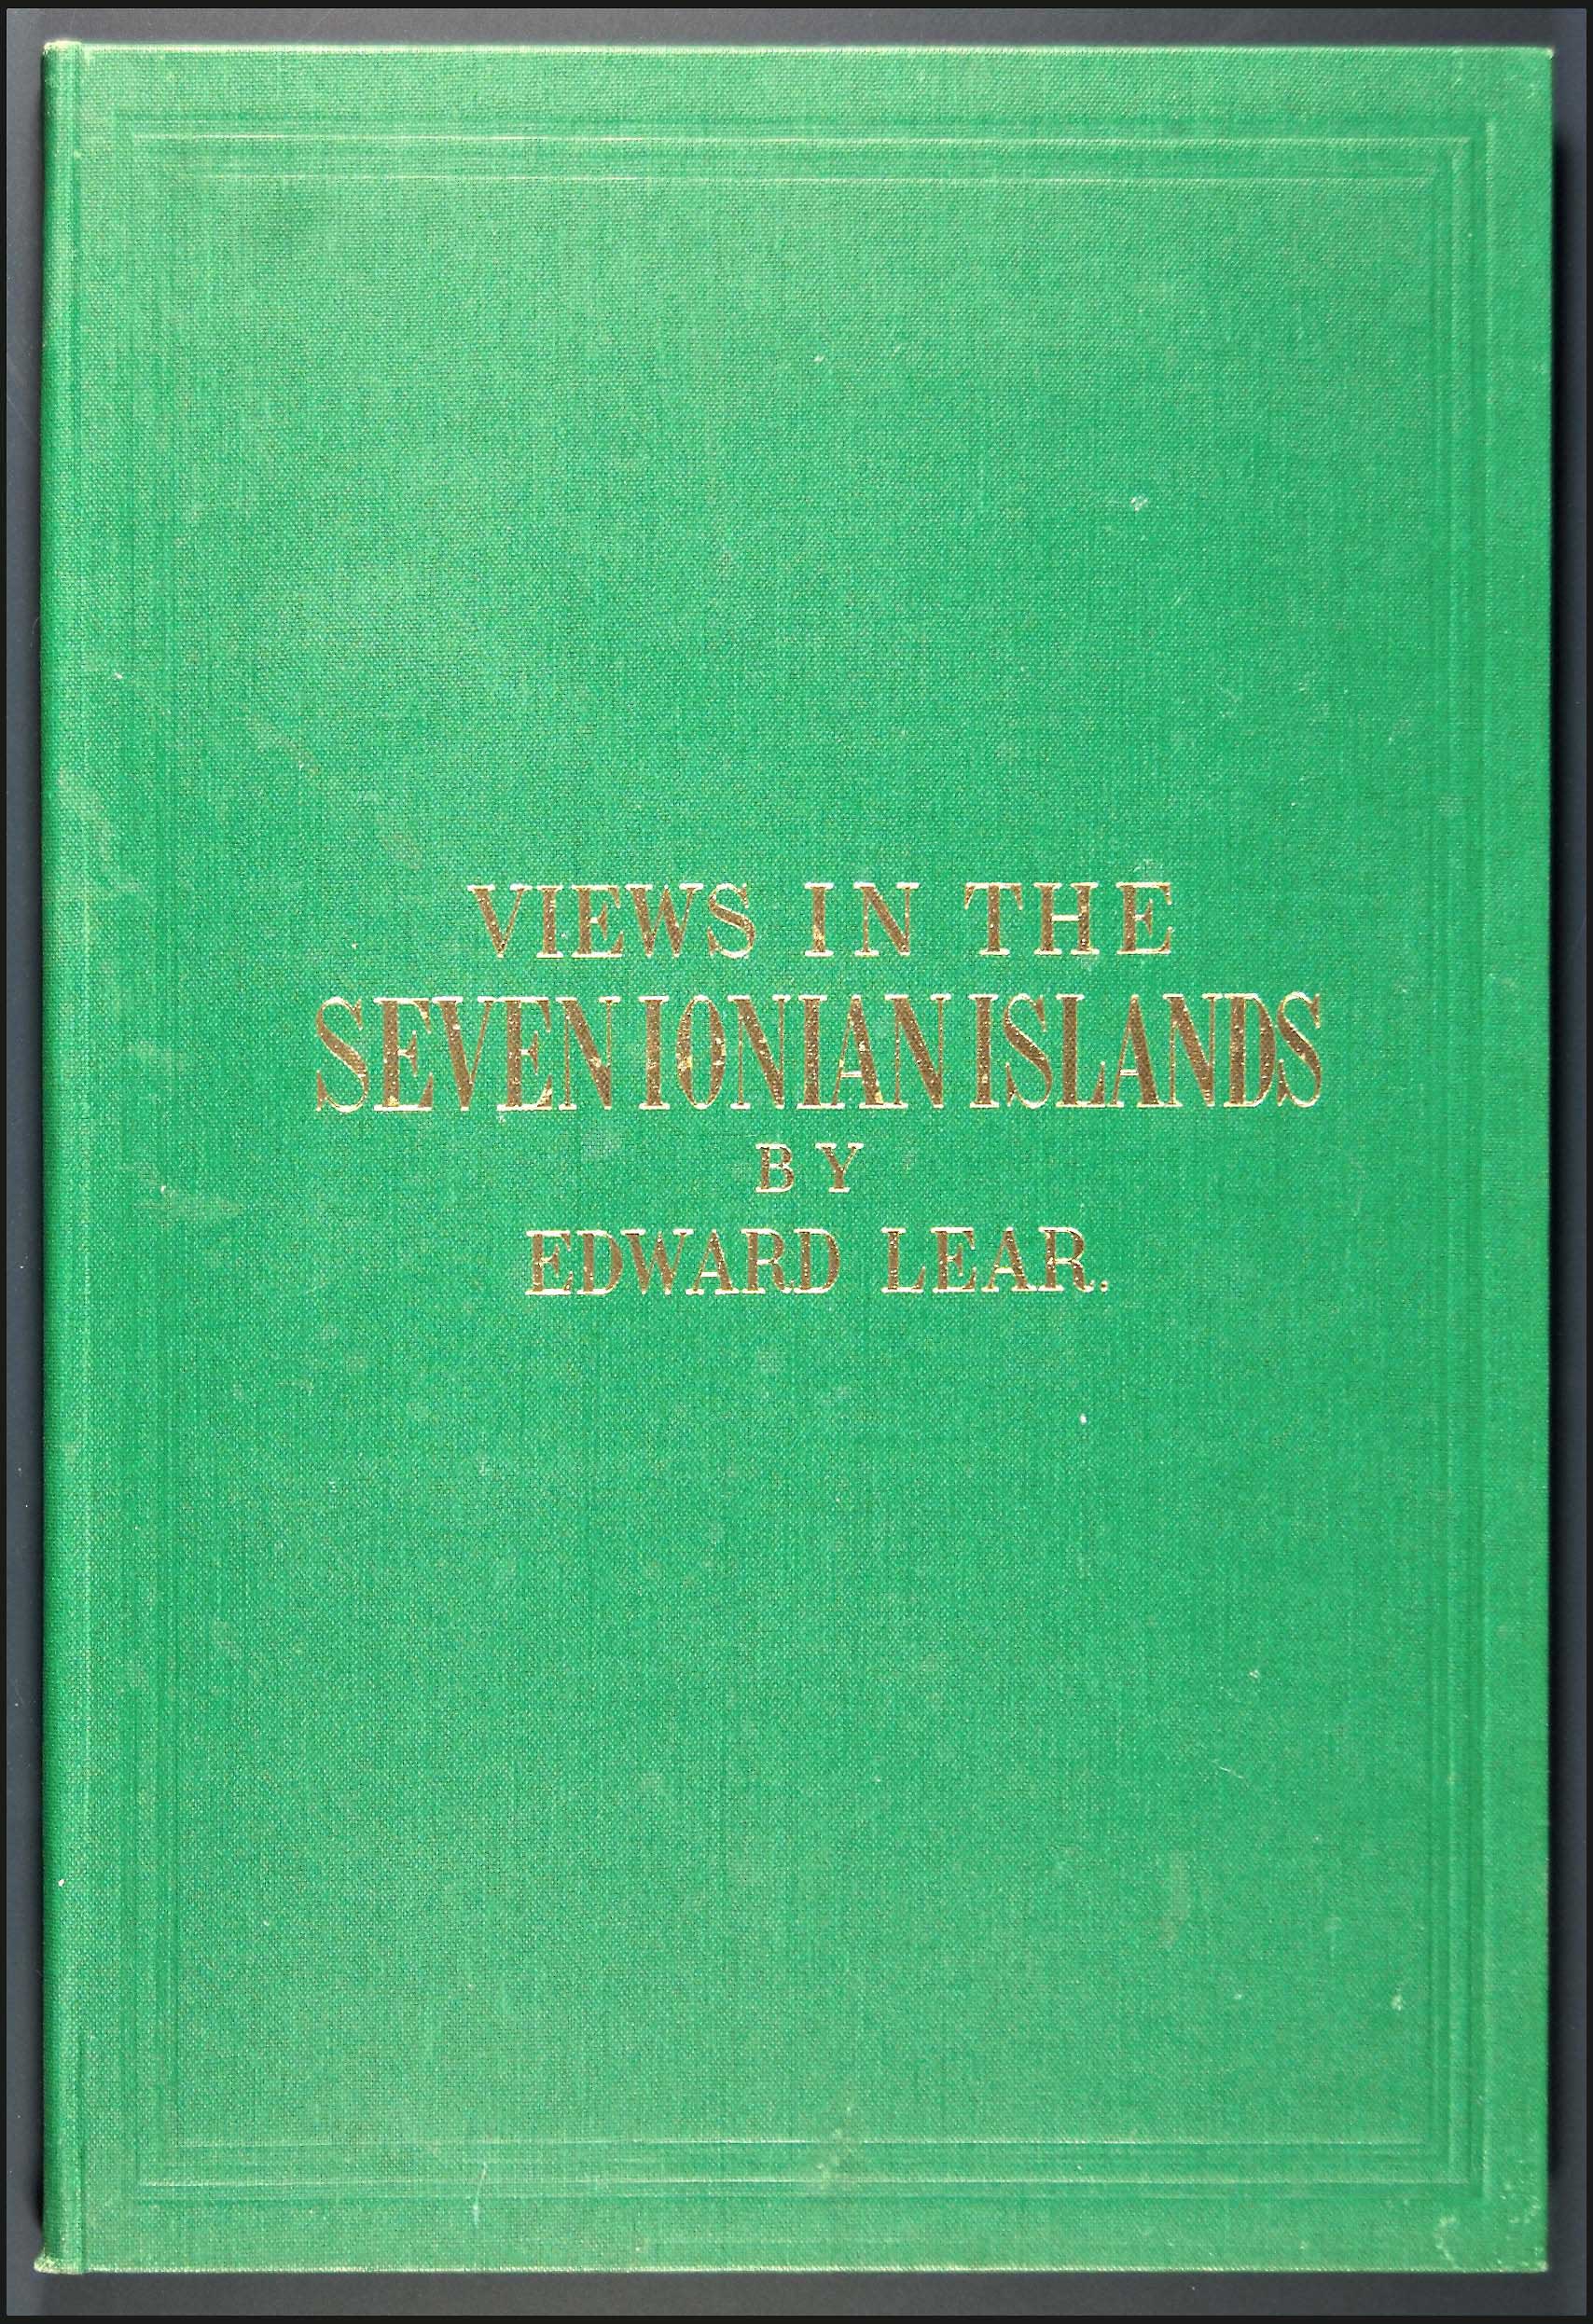 VIEWS IN THE
SEVEN IONIAN ISLANDS
BY
EDWARD LEAR.